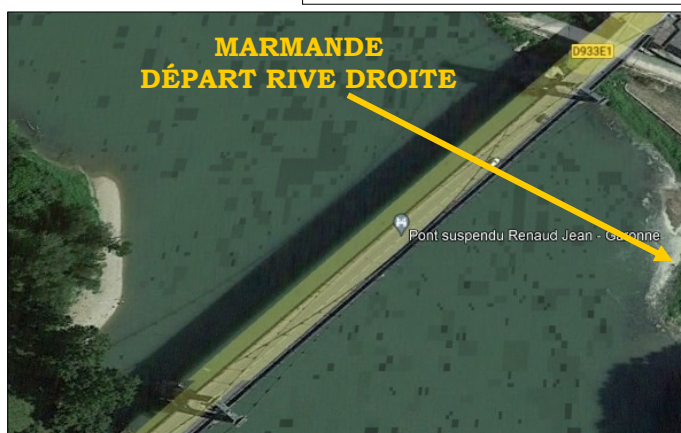 MARMANDE
DÉPART RIVE DROITE
D933E1
Pont suspendu Renaud Jean - Garonne